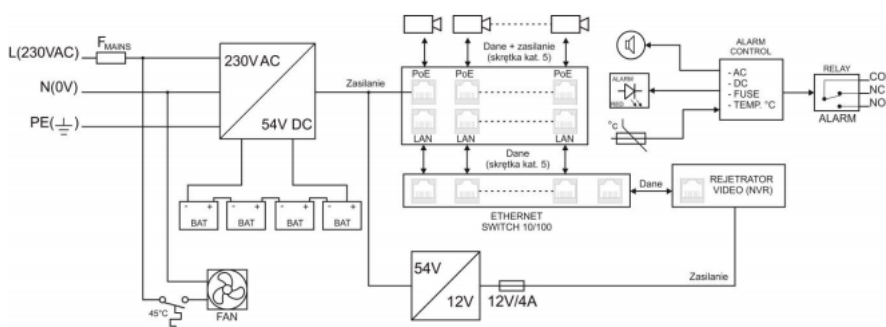 L(230VAC)
F MAINS
N(0V)
PE(⏚)
230V AC
54V DC
Zasilanie
- +
- +
- +
- +
BAT
BAT
BAT
BAT
45°C
FAN
Dane + zasilanie
(skrętka kat. 5)
PoE
PoE
PoE
LAN
LAN
LAN
Dane
(skrętka kat. 5)
ETHERNET
SWITCH 10/100
Dane
REJETRATOR
VIDEO (NVR)
54V
12V
12V/4A
Zasilanie
ALARM
RED
°C
ALARM
CONTROL
- AC
- DC
- FUSE
- TEMP. °C
RELAY
CO
NC
NO
ALARM